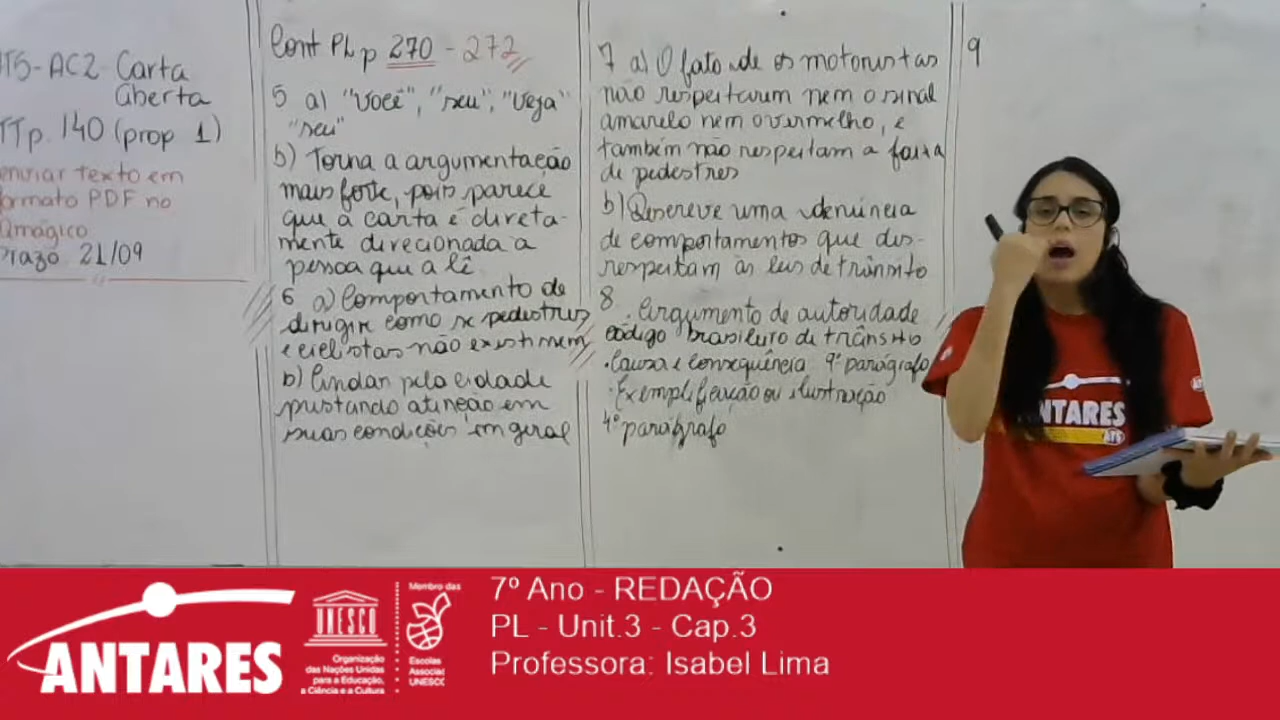 AT5-AC2 Carta
Aberta
TTp. 140 (prop 1)
enviar texto em
formato PDF no
Qmágico
Prazo 21/09
Cont PL p 270 - 272
5 a) "Você", "seu", "Veja"
"seu"
b) Torna a argumentação
mais forte, pois parece
que a carta é direta-
mente direcionada a
pessoa que a lê
6 a) Comportamento de
dirigir como se pedestres
e ciclistas não existissem
b) Andar pela cidade
prestando atenção em
suas condições em geral
7 a) O fato de os motoristas
não respeitarem nem o sinal
amarelo nem o vermelho, e
também não respeitam a faixa
de pedestres
b) Descreve uma denúncia
de comportamentos que des-
respeitam as leis de trânsito
8 . Argumento de autoridade
código brasileiro de trânsito
. Causa e consequência 9º parágrafo
. Exemplificação ou ilustração
4º parágrafo
9
ANTARES
ATS
ANTARES
UNESCO
Organização
das Nações Unidas
para a Educação,
a Ciência e a Cultura
Membro das
Escolas
Associadas
UNESCO
7º Ano - REDAÇÃO
PL - Unit.3 - Cap.3
Professora: Isabel Lima